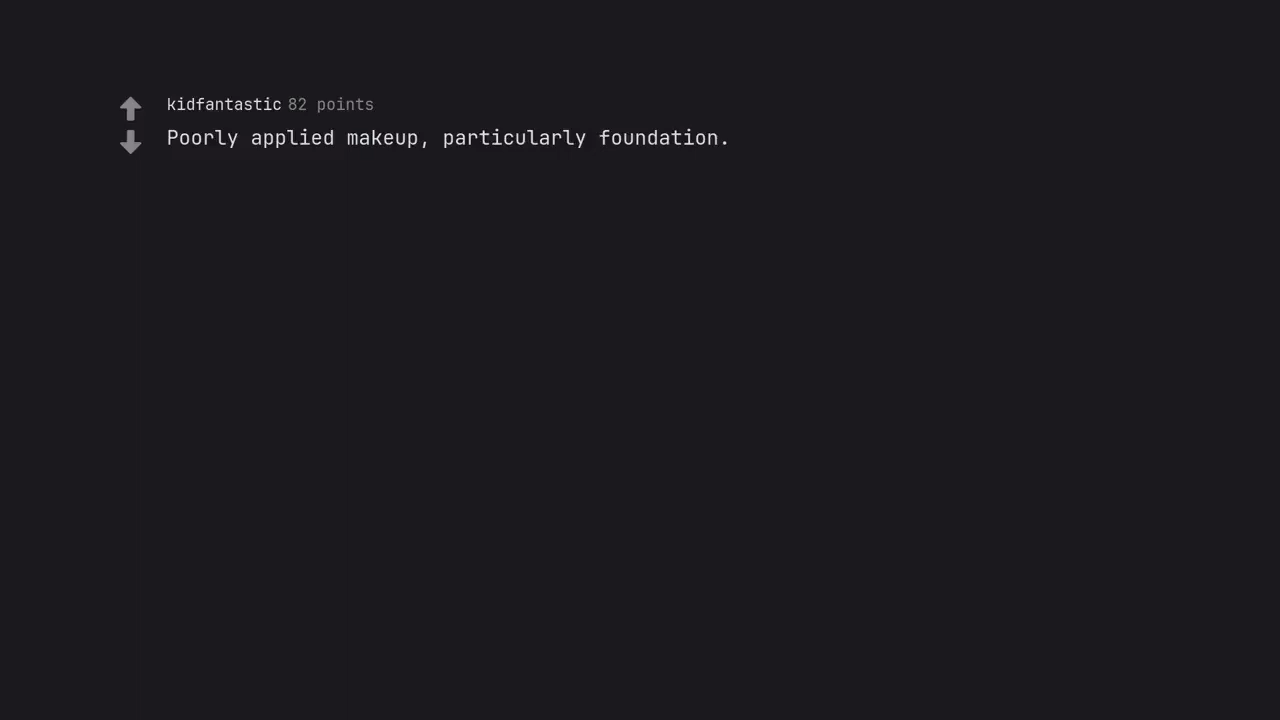 kidfantastic 82 points
Poorly applied makeup, particularly foundation.